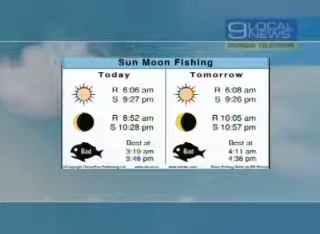 9 LOCAL
NEWS
Sun Moon Fishing
Today
R 6:06 am
S 9:27 pm
R 8:52 am
S 10:28 pm
Bad
Best at
3:19 am
3:46 pm
Tomorrow
R 6:08 am
S 9:26 pm
R 10:05 am
S 10:57 pm
Bad
Best at
4:11 am
4:36 pm